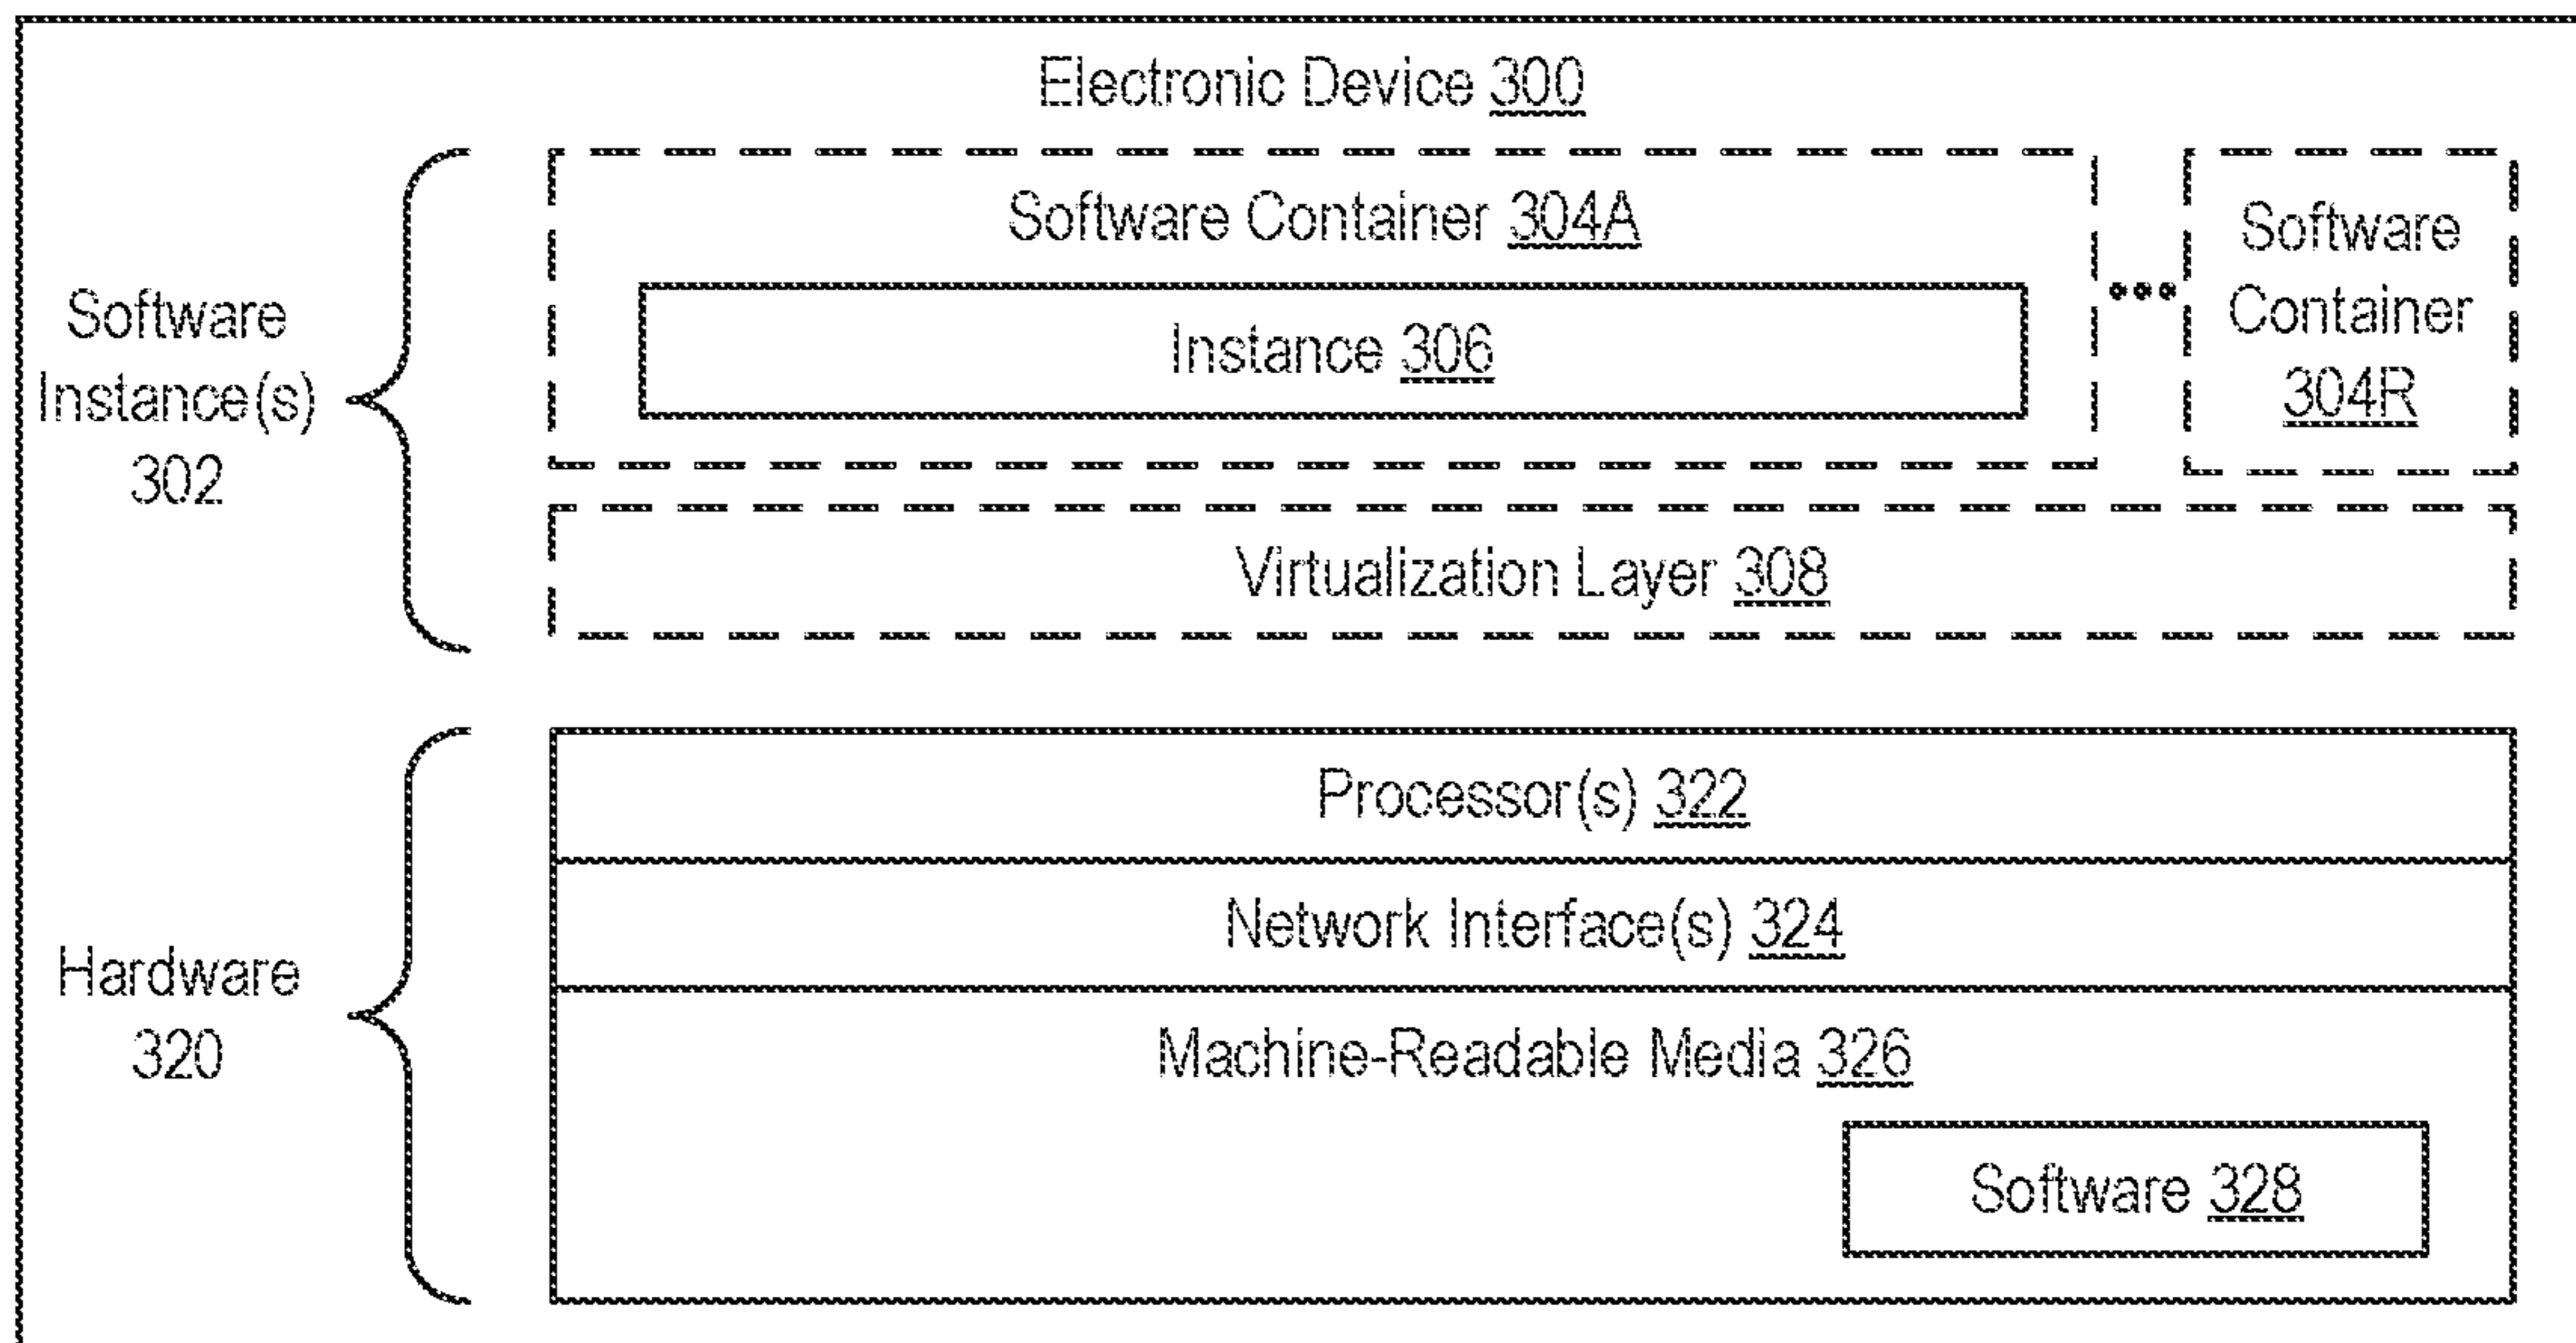 Electronic Device 300
Software Container 304A
Instance 306
Software
Container
304R
Software
Instance(s)
302
Virtualization Layer 308
Processor(s) 322
Network Interface(s) 324
Hardware
320
Machine-Readable Media 326
Software 328